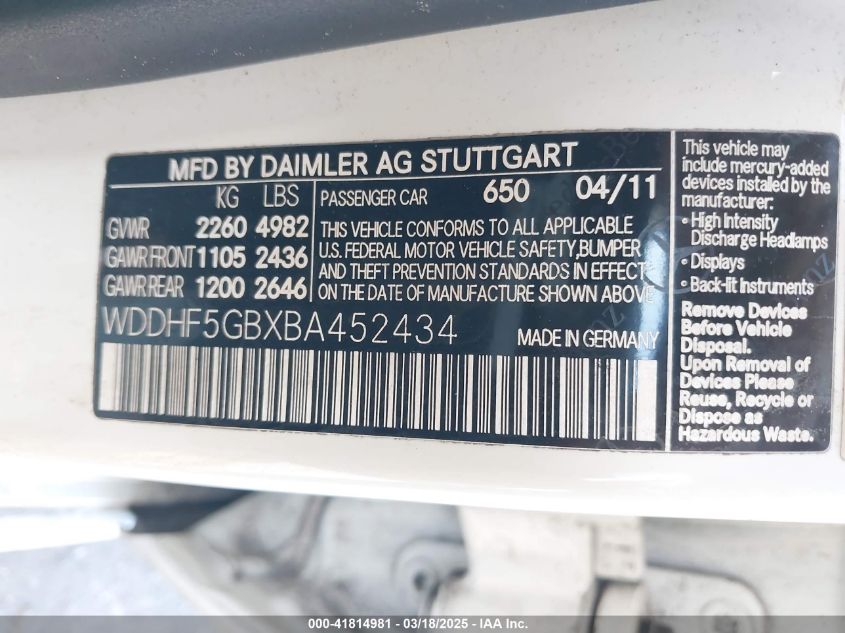 MFD BY DAIMLER AG STUTTGART
KG LBS
GVWR 2260 4982
GAWR FRONT 1105 2436
GAWR REAR 1200 2646
PASSENGER CAR 650 04/11
THIS VEHICLE CONFORMS TO ALL APPLICABLE
U.S. FEDERAL MOTOR VEHICLE SAFETY,BUMPER
AND THEFT PREVENTION STANDARDS IN EFFECT
ON THE DATE OF MANUFACTURE SHOWN ABOVE.
WDDHF5GBXBA452434
MADE IN GERMANY
This vehicle may
include mercury-added
devices installed by the
manufacturer:
• High Intensity
Discharge Headlamps
• Displays
• Back-lit Instruments
Remove Devices
Before Vehicle
Disposal.
Upon Removal of
Devices Please
Reuse, Recycle or
Dispose as
Hazardous Waste.
000-41814981 - 03/18/2025 - IAA Inc.